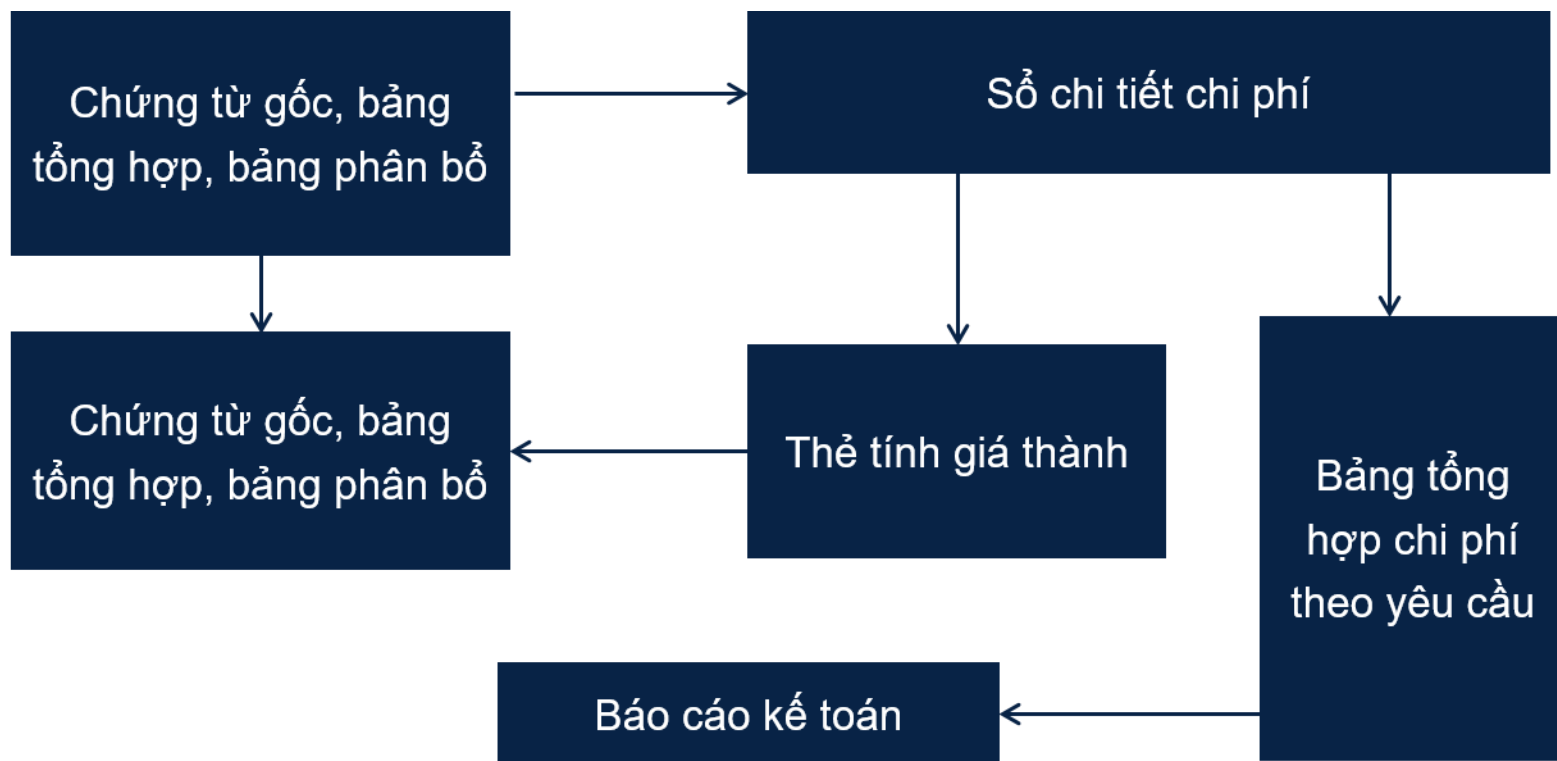 Chứng từ gốc, bảng
tổng hợp, bảng phân bổ
Sổ chi tiết chi phí
Chứng từ gốc, bảng
tổng hợp, bảng phân bổ
Thẻ tính giá thành
Bảng tổng
hợp chi phí
theo yêu cầu
Báo cáo kế toán